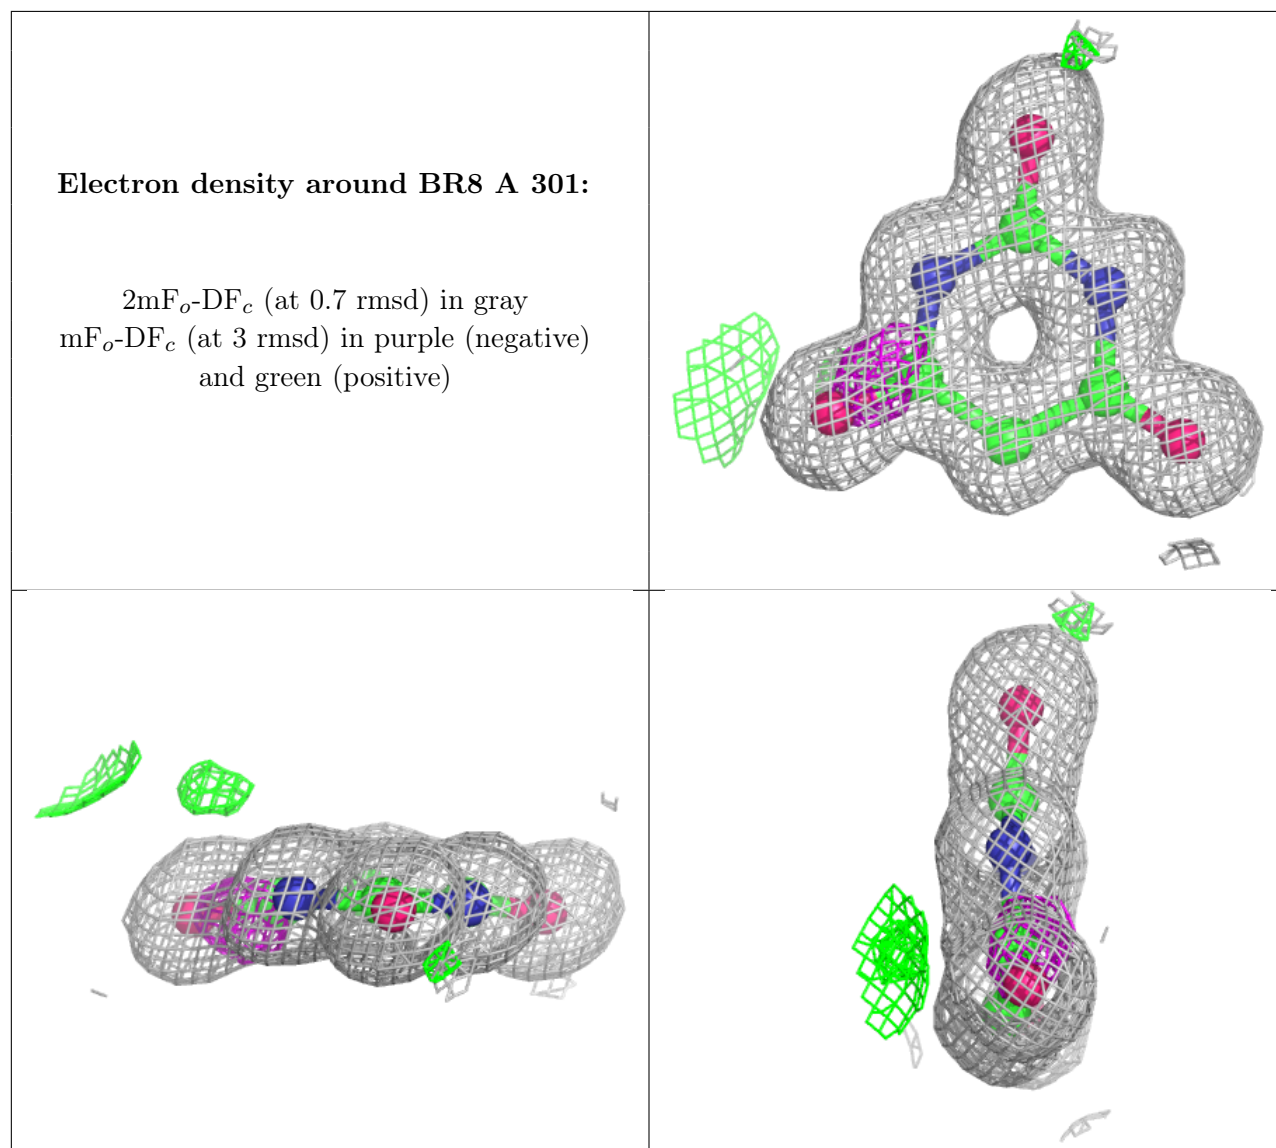 Electron density around BR8 A 301:
2mFo-DFc (at 0.7 rmsd) in gray
mFo-DFc (at 3 rmsd) in purple (negative)
and green (positive)